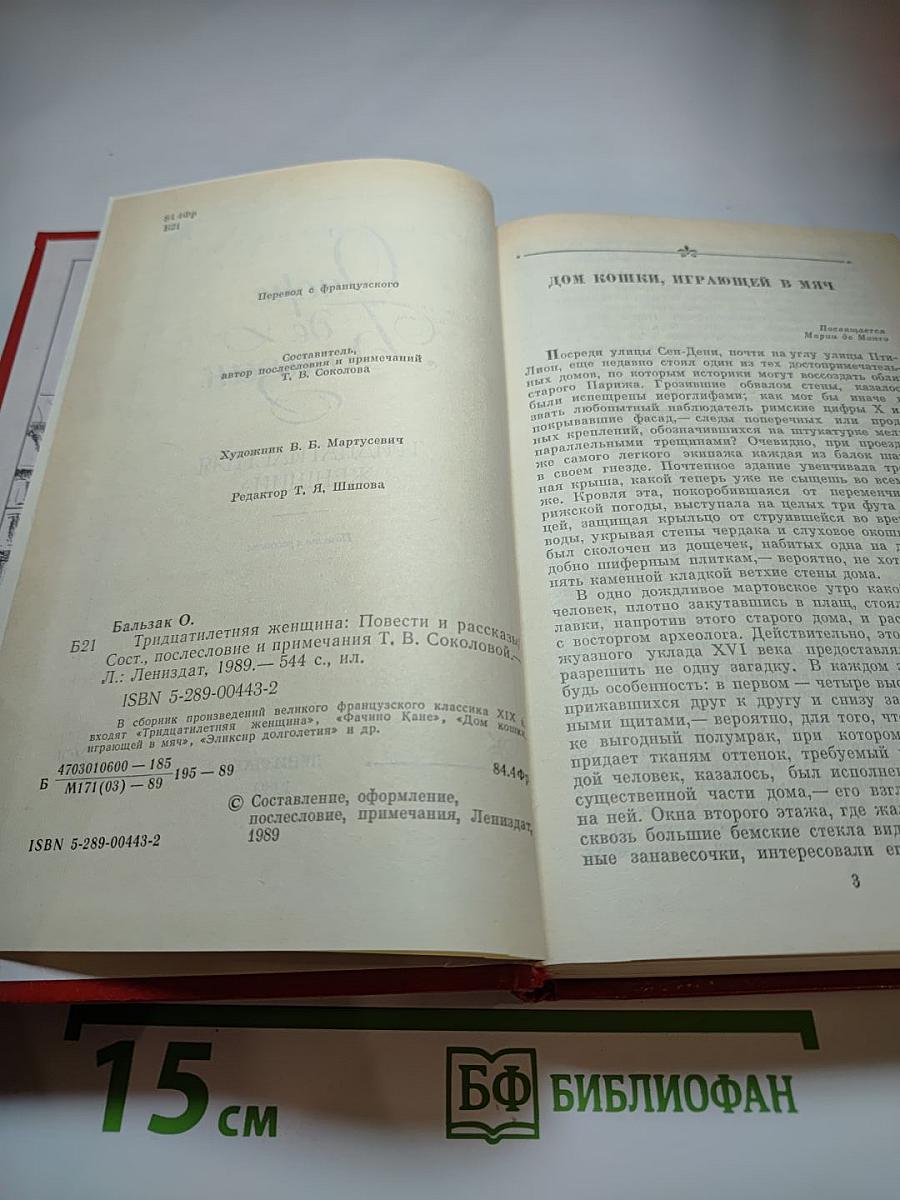 84.4Фр
Б21
Перевод с французского
Составитель,
автор послесловия и примечаний
Т. В. Соколова
Художник В. Б. Мартусевич
Редактор Т. Я. Шипова
Бальзак О.
Б21 Тридцатилетняя женщина: Повести и рассказы
Сост., послесловие и примечания Т. В. Соколовой.—
Л.: Лениздат, 1989.— 544 с., ил.
ISBN 5-289-00443-2
В сборник произведений великого французского классика XIX в.
входят «Тридцатилетняя женщина», «Фачино Кане», «Дом кошки,
играющей в мяч», «Эликсир долголетия» и др.
Б 4703010600 — 185
М171(03) — 89 195 — 89
84.4Фр
© Составление, оформление,
послесловие, примечания, Лениздат,
1989
ISBN 5-289-00443-2
ДОМ КОШКИ, ИГРАЮЩЕЙ В МЯЧ
Посвящается
Марии де Монго
Посреди улицы Сен-Дени, почти на углу улицы Пти-
Лион, еще недавно стоял один из тех достопримечатель
ных домов, по которым историки могут воссоздать обли
старого Парижа. Грозившие обвалом стены, казалос
были испещрены иероглифами; как мог бы иначе
звать любопытный наблюдатель римские цифры X и
покрывавшие фасад,— следы поперечных или прод
ных креплений, обозначившихся на штукатурке мел
параллельными трещинами? Очевидно, при проезд
же самого легкого экипажа каждая из балок ша
в своем гнезде. Почтенное здание увенчивала тре
ная крыша, какой теперь уже не сыщешь во всем
же. Кровля эта, покоробившаяся от переменчи
рижской погоды, выступала на целых три фута
цей, защищая крыльцо от струившейся во вре
воды, укрывая стены чердака и слуховое окош
был сколочен из дощечек, набитых одна на д
добно шиферным плиткам,— вероятно, не хот
нять каменной кладкой ветхие стены дома.
В одно дождливое мартовское утро како
человек, плотно закутавшись в плащ, стоял
лавки, напротив этого старого дома, и рас
с восторгом археолога. Действительно, это
жуазного уклада XVI века предоставля
разрешить не одну загадку. В каждом э
будь особенность: в первом — четыре выс
прижавшихся друг к другу и снизу за
ными щитами,— вероятно, для того, чт
ке выгодный полумрак, при котором
придает тканям оттенок, требуемый
дой человек, казалось, был исполнен
существенной части дома,— его взгл
на ней. Окна второго этажа, где жал
сквозь большие бемские стекла вид
ные занавесочки, интересовали ег
3
15 см
БФ БИБЛИОФАН